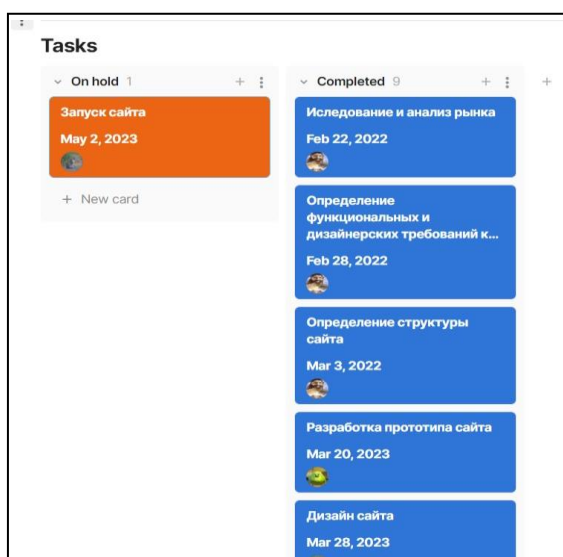 Tasks
On hold 1
Запуск сайта
May 2, 2023
New card
Completed 9
Иследование и анализ рынка
Feb 22, 2022
Определение
функциональных и
дизайнерских требований к...
Feb 28, 2022
Определение структуры
сайта
Mar 3, 2022
Разработка прототипа сайта
Mar 20, 2023
Дизайн сайта
Mar 28, 2023